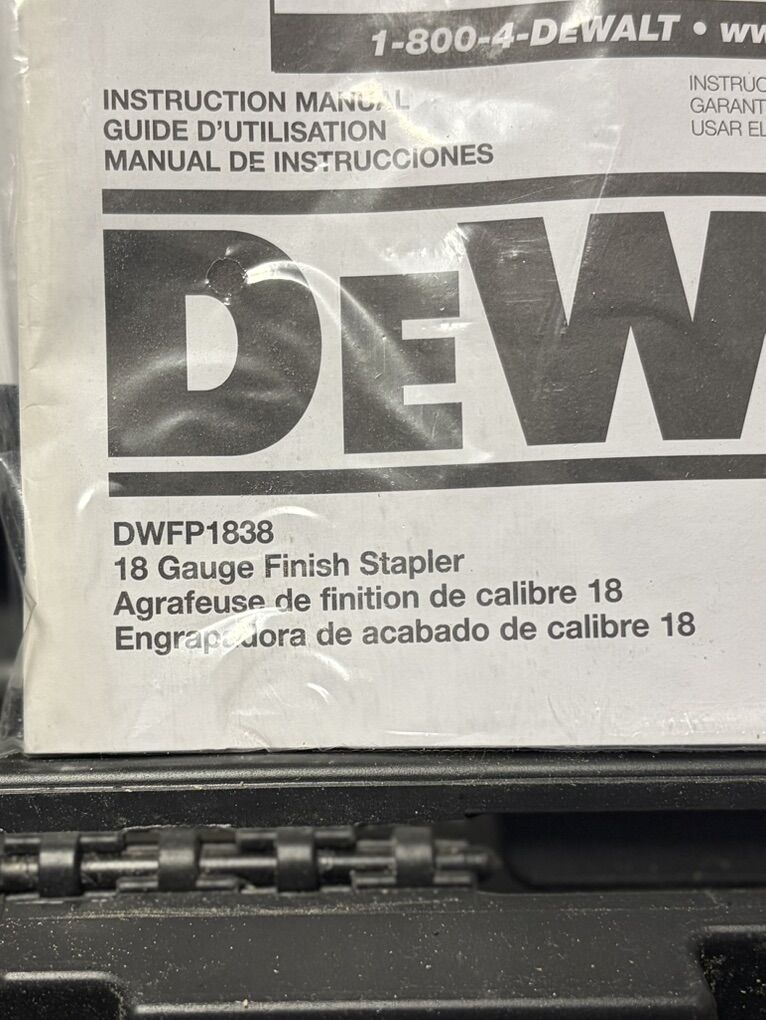 1-800-4-DEWALT • ww
INSTRUCTION MANUAL
GUIDE D'UTILISATION
MANUAL DE INSTRUCCIONES
INSTRUC
GARANT
USAR EL
DEW
DWFP1838
18 Gauge Finish Stapler
Agrafeuse de finition de calibre 18
Engrapadora de acabado de calibre 18